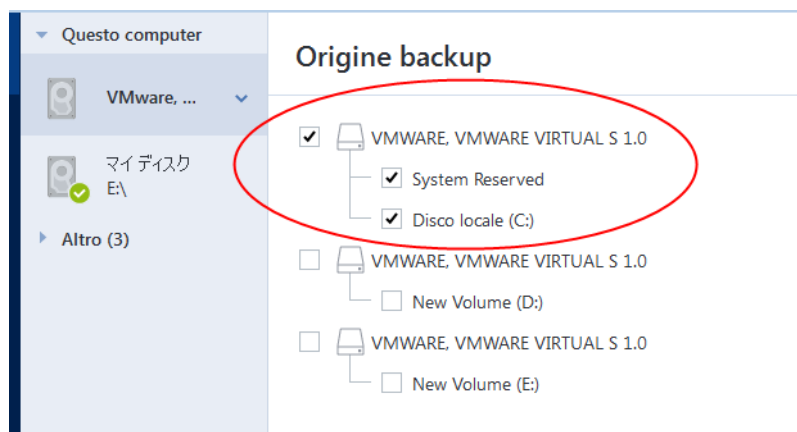 Questo computer
VMware, ...
マイ ディスク
E:\
Altro (3)
Origine backup
VMWARE, VMWARE VIRTUAL S 1.0
System Reserved
Disco locale (C:)
VMWARE, VMWARE VIRTUAL S 1.0
New Volume (D:)
VMWARE, VMWARE VIRTUAL S 1.0
New Volume (E:)